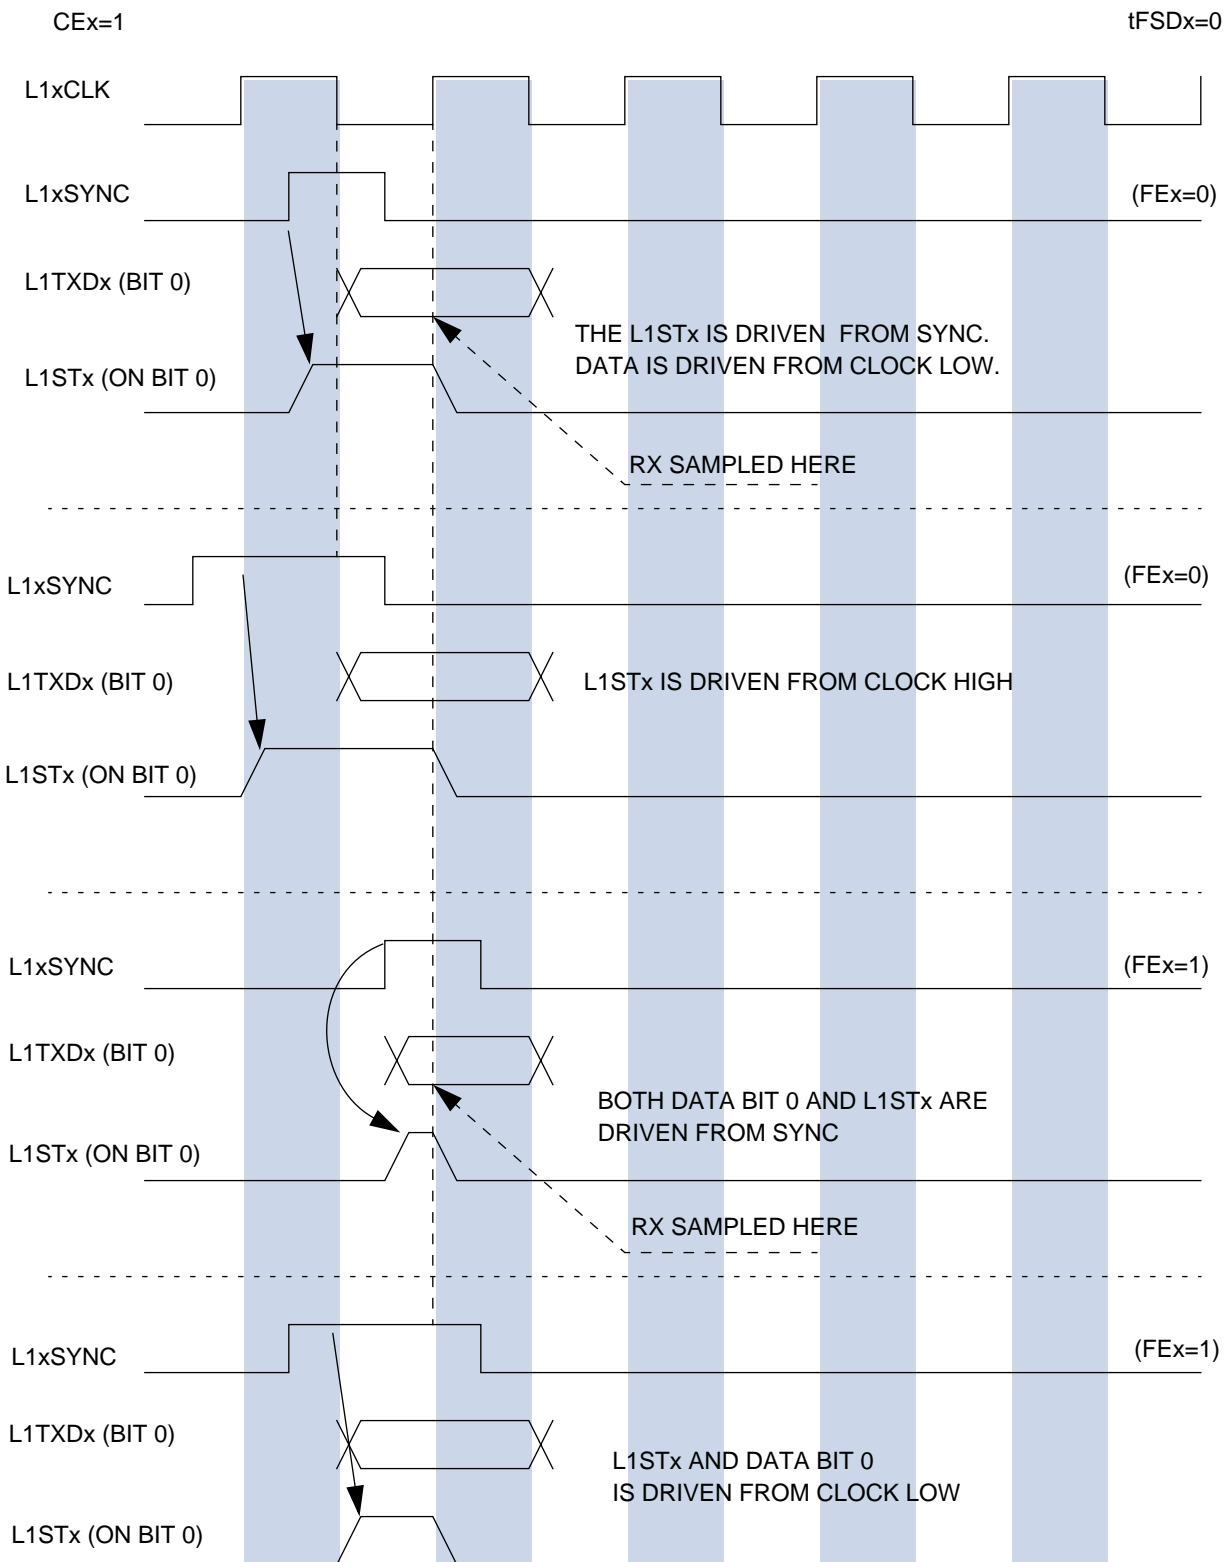 CEx=1
tFSDx=0
L1xCLK
L1xSYNC
(FEx=0)
L1TXDx (BIT 0)
THE L1STx IS DRIVEN FROM SYNC.
DATA IS DRIVEN FROM CLOCK LOW.
L1STx (ON BIT 0)
RX SAMPLED HERE
L1xSYNC
(FEx=0)
L1TXDx (BIT 0)
L1STx IS DRIVEN FROM CLOCK HIGH
L1STx (ON BIT 0)
L1xSYNC
(FEx=1)
L1TXDx (BIT 0)
BOTH DATA BIT 0 AND L1STx ARE
DRIVEN FROM SYNC
L1STx (ON BIT 0)
RX SAMPLED HERE
L1xSYNC
(FEx=1)
L1TXDx (BIT 0)
L1STx AND DATA BIT 0
IS DRIVEN FROM CLOCK LOW
L1STx (ON BIT 0)